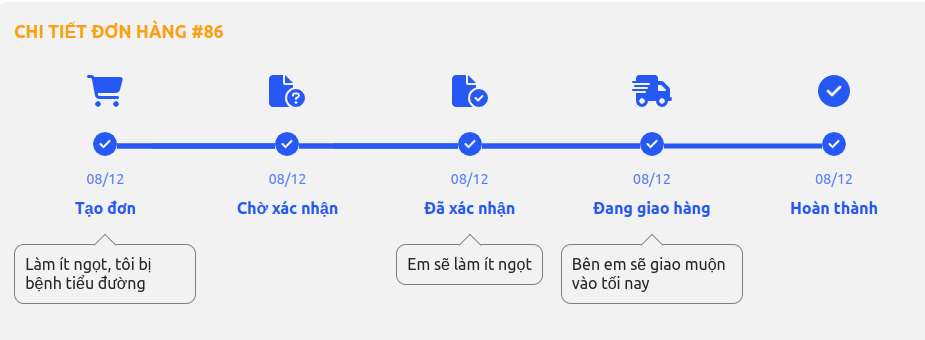 CHI TIẾT ĐƠN HÀNG #86
08/12
08/12
08/12
08/12
08/12
Tạo đơn
Chờ xác nhận
Đã xác nhận
Đang giao hàng
Hoàn thành
Làm ít ngọt, tôi bị
bệnh tiểu đường
Em sẽ làm ít ngọt
Bên em sẽ giao muộn
vào tối nay